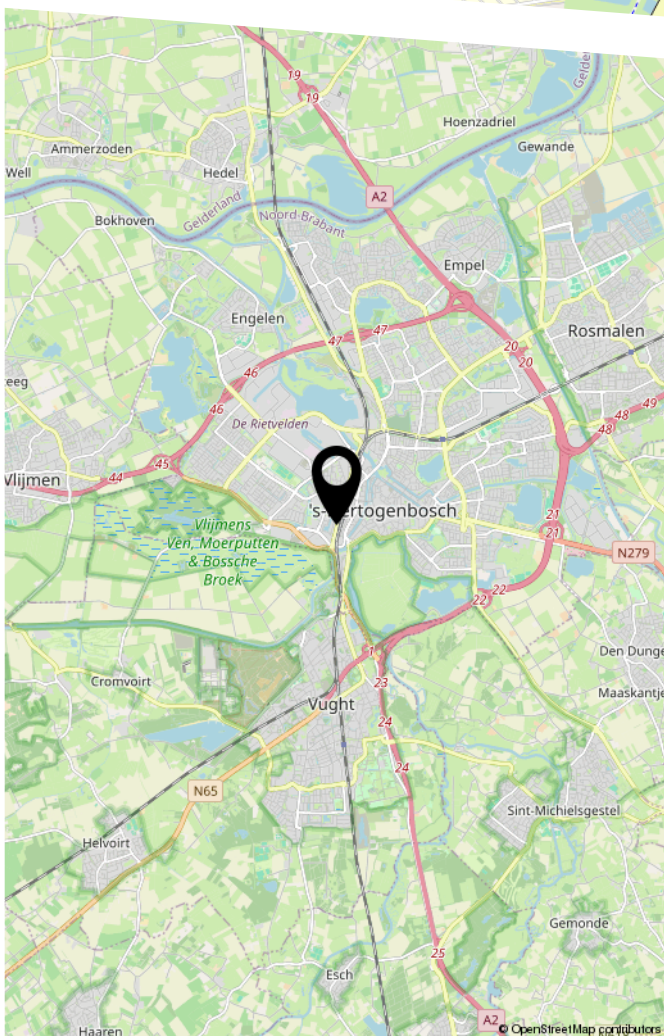 19
19
Gelder
Hoenzadriel
Gewande
Ammerzoden
Well
Hedel
A2
Gelderland
Noord-Brabant
Bokhoven
Empel
Engelen
Rosmalen
47
47
20
20
46
46
49
48
48
De Rietvelden
Vlijmen
44
45
's-
ertogenbosch
21
21
Vlijmens
Ven, Moerputten
& Bossche
Broek
N279
22
22
1
23
Den Dunge
Cromvoirt
Maaskantje
Vught
24
24
N65
Sint-Michielsgestel
Helvoirt
Gemonde
25
Esch
A2
Haaren
© OpenStreetMap contributors